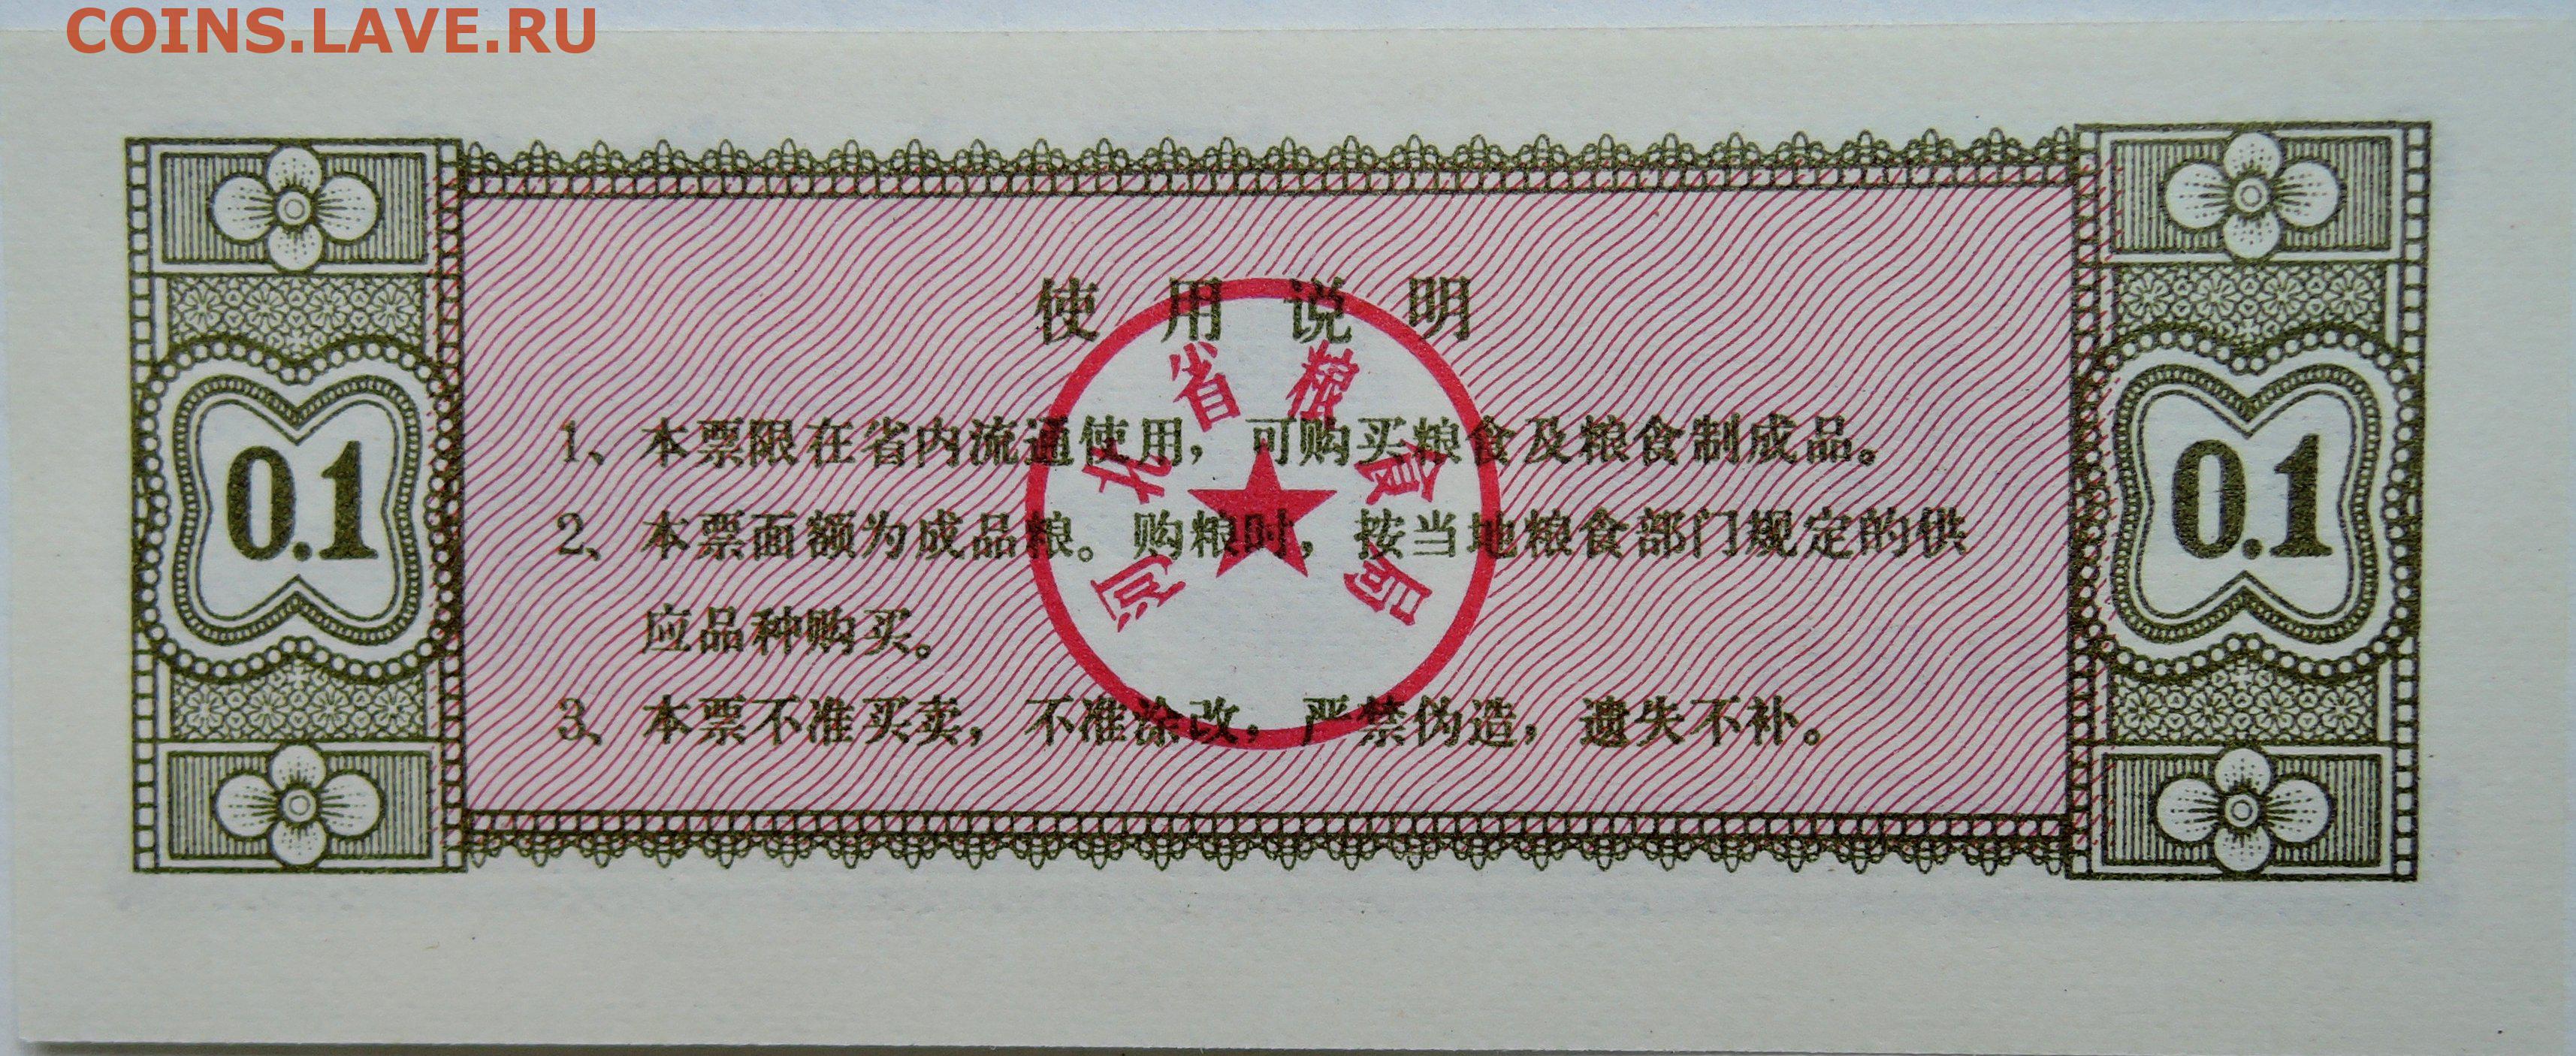 COINS.LAVE.RU
使用说明
河北省粮食局
1、本票限在省内流通使用，可购买粮食及粮食制成品。
0.1
0.1
2、本票面额为成品粮。购粮时，按当地粮食部门规定的供
应品种购买。
3、本票不准买卖，不准涂改，严禁伪造，遗失不补。